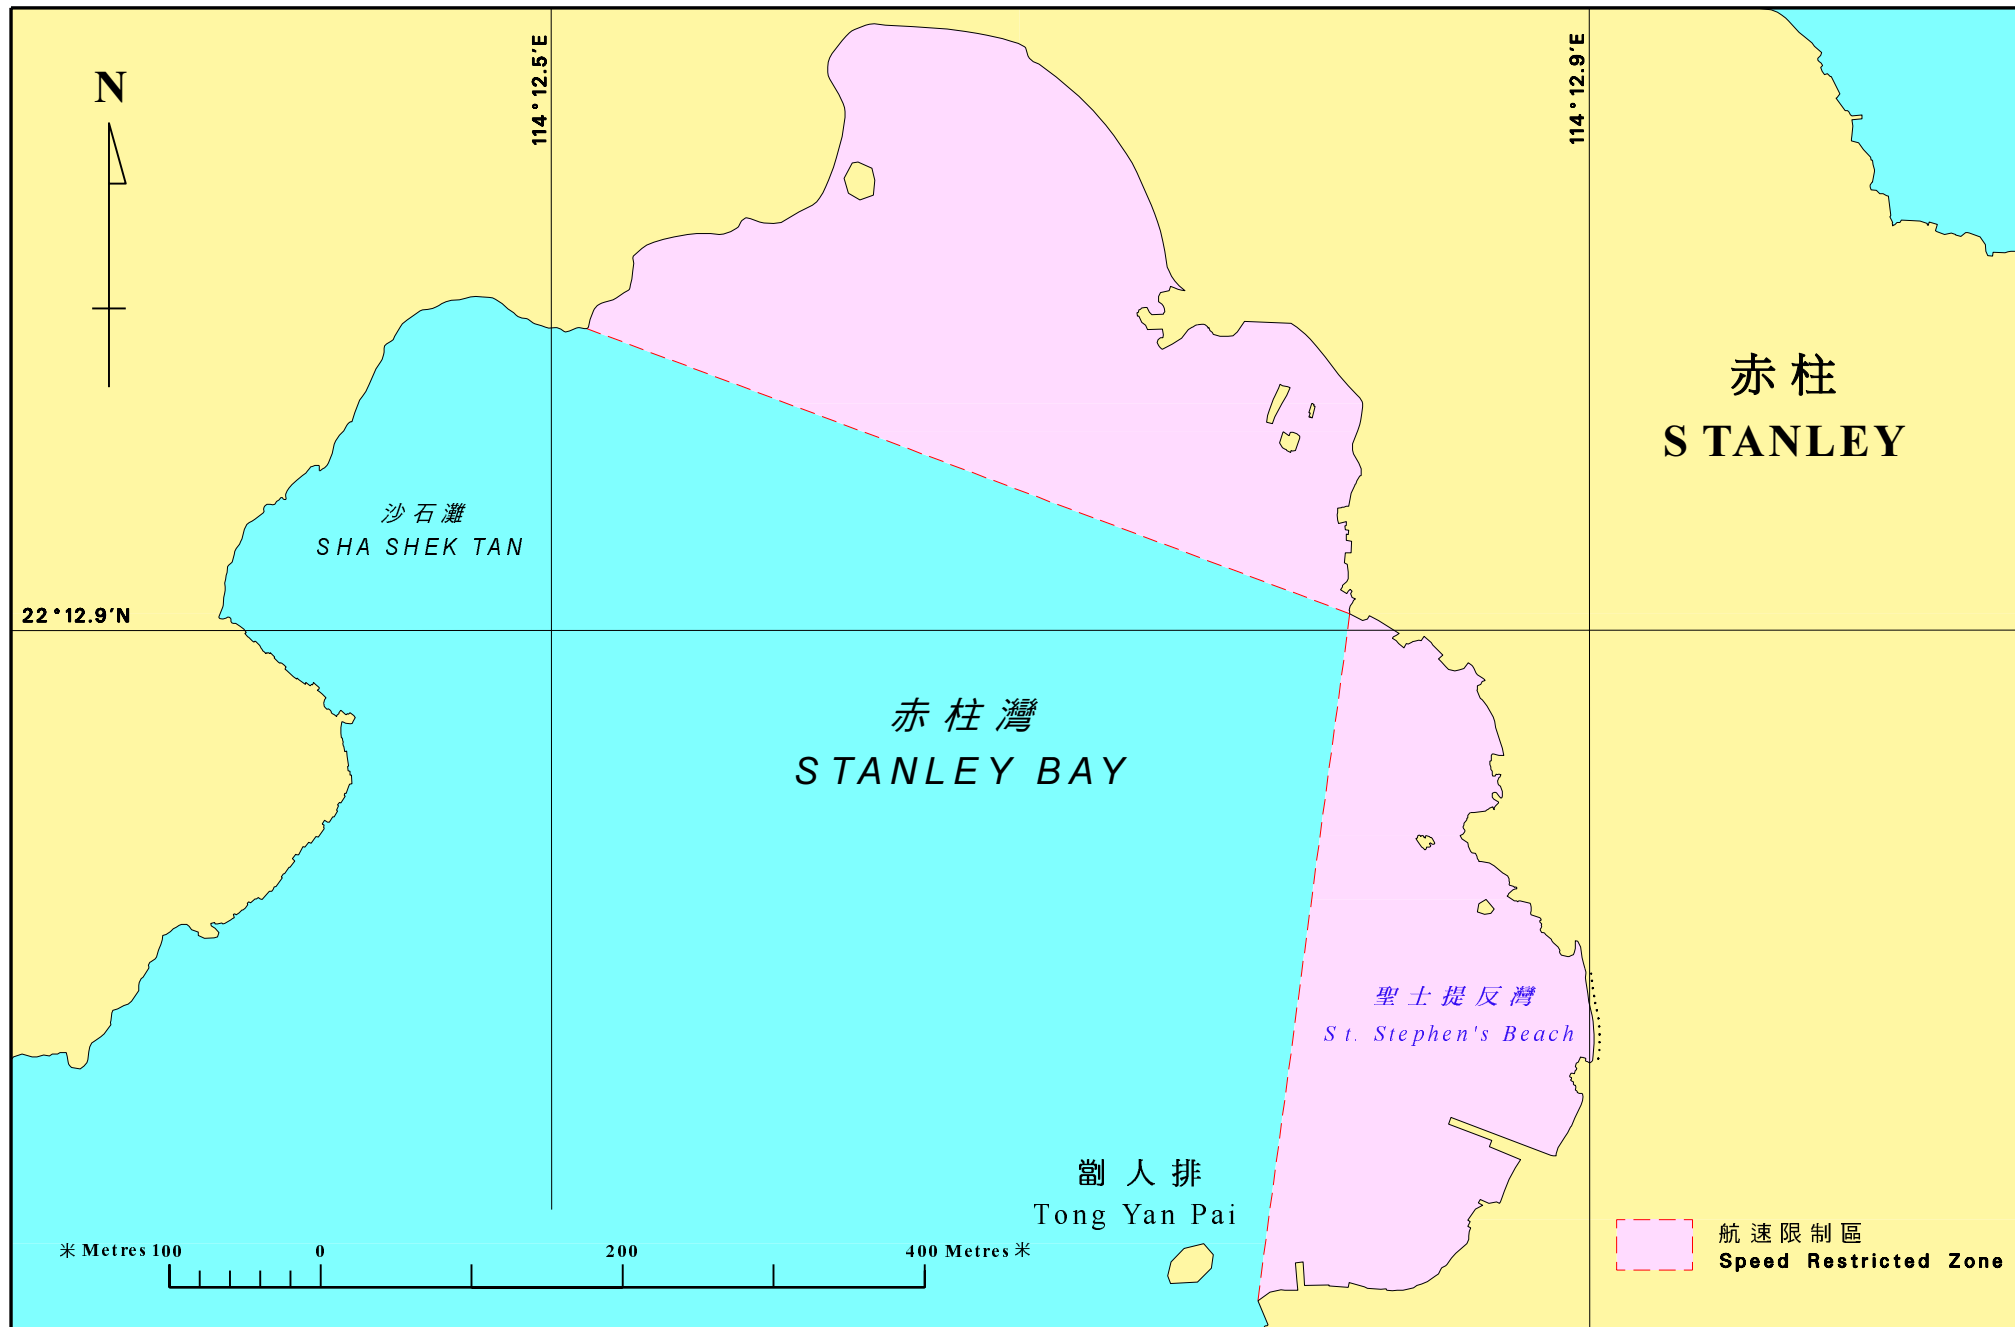 114°12.5'E
114°12.9'E
N
赤柱
STANLEY
沙石灘
SHA SHEK TAN
22°12.9'N
赤柱灣
STANLEY BAY
聖士提反灣
St. Stephen's Beach
劏人排
Tong Yan Pai
米 Metres 100 0 200 400 Metres 米
航速限制區
Speed Restricted Zone